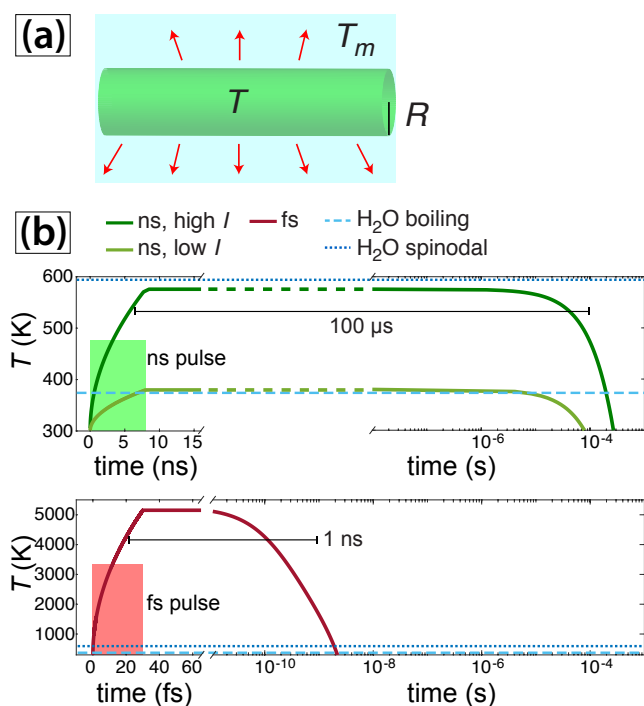 (a)
T_m
T
R
(b)
ns, high I
fs
H₂O boiling
ns, low I
H₂O spinodal
600
500
400
300
T (K)
100 µs
ns pulse
0 5 10 15
10⁻⁶ 10⁻⁴
time (ns)
time (s)
5000
4000
3000
2000
1000
T (K)
1 ns
fs pulse
0 20 40 60
10⁻¹⁰ 10⁻⁸ 10⁻⁶ 10⁻⁴
time (fs)
time (s)